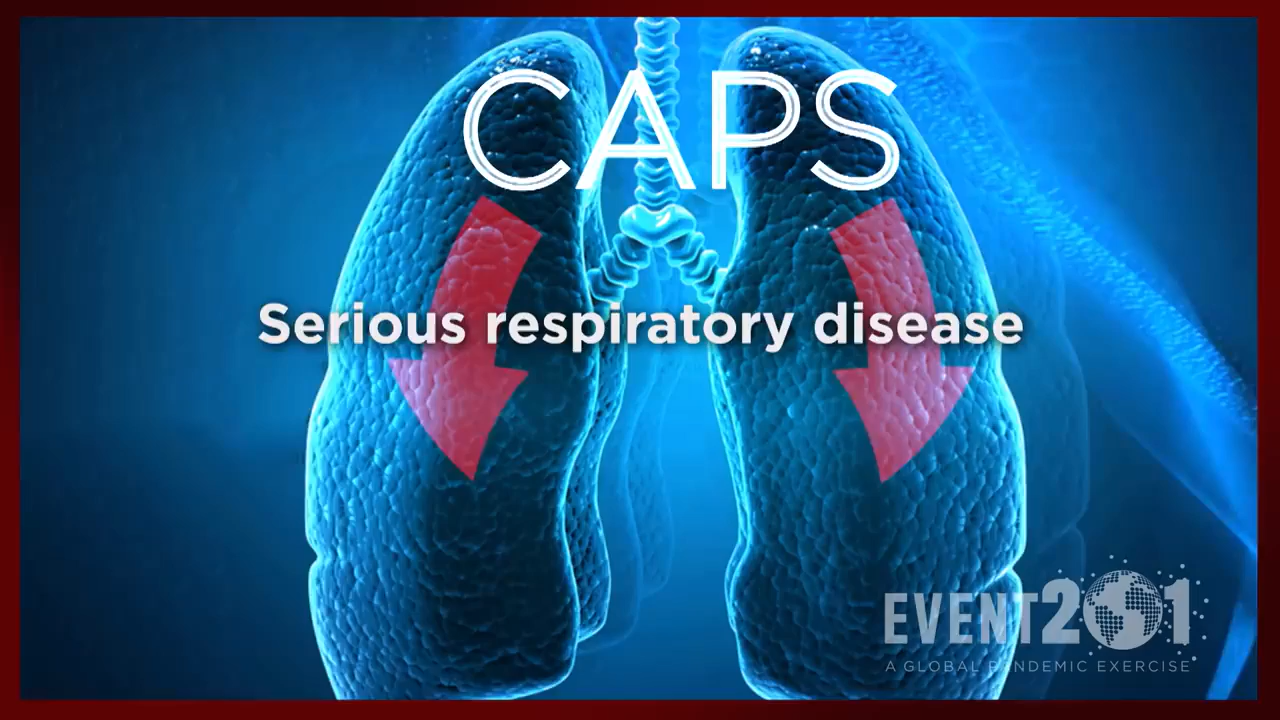 CAPS
Serious respiratory disease
EVENT201
A GLOBAL PANDEMIC EXERCISE